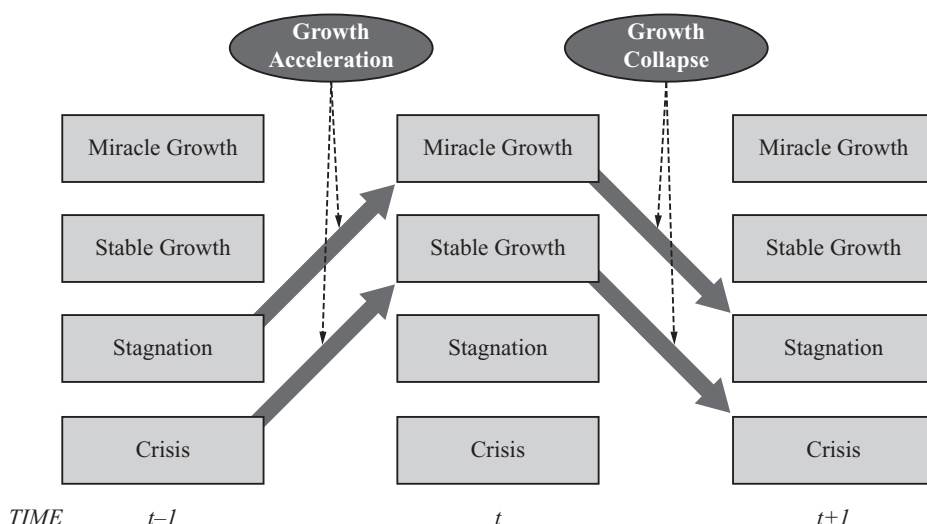 Growth
Acceleration
Growth
Collapse
Miracle Growth
Miracle Growth
Miracle Growth
Stable Growth
Stable Growth
Stable Growth
Stagnation
Stagnation
Stagnation
Crisis
Crisis
Crisis
TIME t–1 t t+1